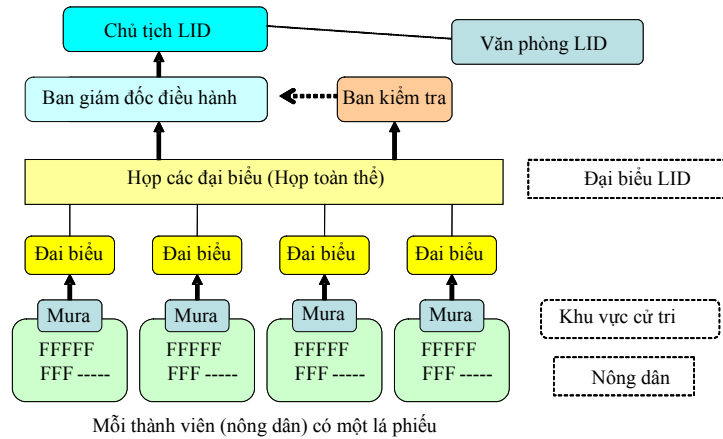 Chủ tịch LID
Văn phòng LID
Ban giám đốc điều hành
Ban kiểm tra
Họp các đại biểu (Họp toàn thể)
Đại biểu LID
Đai biểu
Đai biểu
Đai biểu
Đai biểu
Mura
Mura
Mura
Mura
Khu vực cử tri
FFFFF
FFF -----
FFFFF
FFF -----
FFFFF
FFF -----
FFFFF
FFF -----
Nông dân
Mỗi thành viên (nông dân) có một lá phiếu